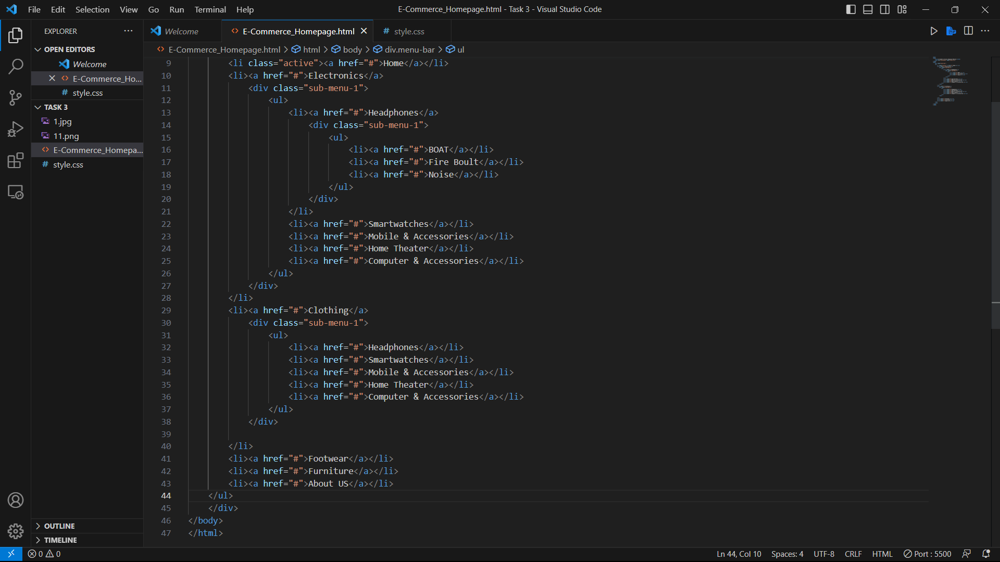 File Edit Selection View Go Run Terminal Help E-Commerce_Homepage.html - Task 3 - Visual Studio Code
EXPLORER
OPEN EDITORS
Welcome
E-Commerce_Ho...
style.css
TASK 3
1.jpg
11.png
E-Commerce_Homepa...
style.css
OUTLINE
TIMELINE
Welcome E-Commerce_Homepage.html style.css
E-Commerce_Homepage.html > html > body > div.menu-bar > ul
9 <li class="active"><a href="#">Home</a></li>
10 <li><a href="#">Electronics</a>
11 <div class="sub-menu-1">
12 <ul>
13 <li><a href="#">Headphones</a>
14 <div class="sub-menu-1">
15 <ul>
16 <li><a href="#">BOAT</a></li>
17 <li><a href="#">Fire Boult</a></li>
18 <li><a href="#">Noise</a></li>
19 </ul>
20 </div>
21 </li>
22 <li><a href="#">Smartwatches</a></li>
23 <li><a href="#">Mobile & Accessories</a></li>
24 <li><a href="#">Home Theater</a></li>
25 <li><a href="#">Computer & Accessories</a></li>
26 </ul>
27 </div>
28 </li>
29 <li><a href="#">Clothing</a>
30 <div class="sub-menu-1">
31 <ul>
32 <li><a href="#">Headphones</a></li>
33 <li><a href="#">Smartwatches</a></li>
34 <li><a href="#">Mobile & Accessories</a></li>
35 <li><a href="#">Home Theater</a></li>
36 <li><a href="#">Computer & Accessories</a></li>
37 </ul>
38 </div>
39
40 </li>
41 <li><a href="#">Footwear</a></li>
42 <li><a href="#">Furniture</a></li>
43 <li><a href="#">About US</a></li>
44 </ul>
45 </div>
46 </body>
47 </html>
0 0 Ln 44, Col 10 Spaces: 4 UTF-8 CRLF HTML Port : 5500